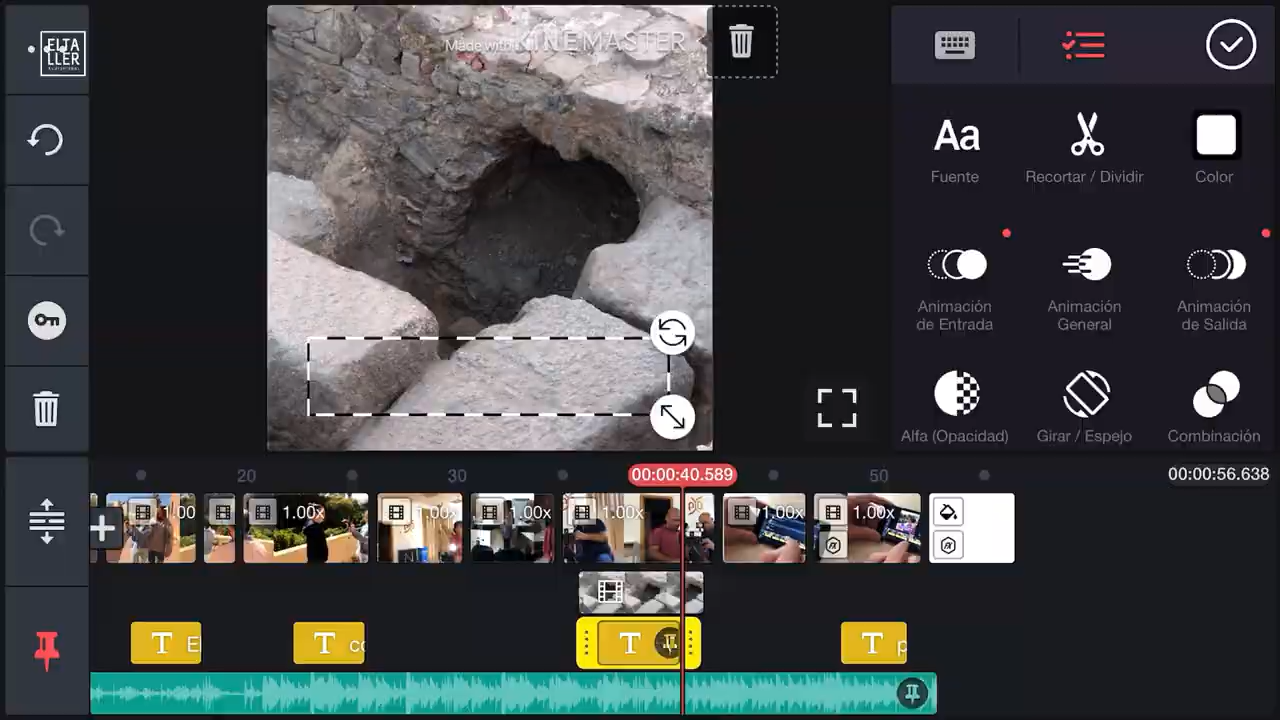 EL TA
LLER
Made with KINEMASTER
Aa
Fuente
Recortar / Dividir
Color
Animación
de Entrada
Animación
General
Animación
de Salida
Alfa (Opacidad)
Girar / Espejo
Combinación
20
30
00:00:40.589
50
00:00:56.638
1.00
1.00x
1.00x
1.00x
1.00x
1.00x
1.00x
T E
T co
T
T p